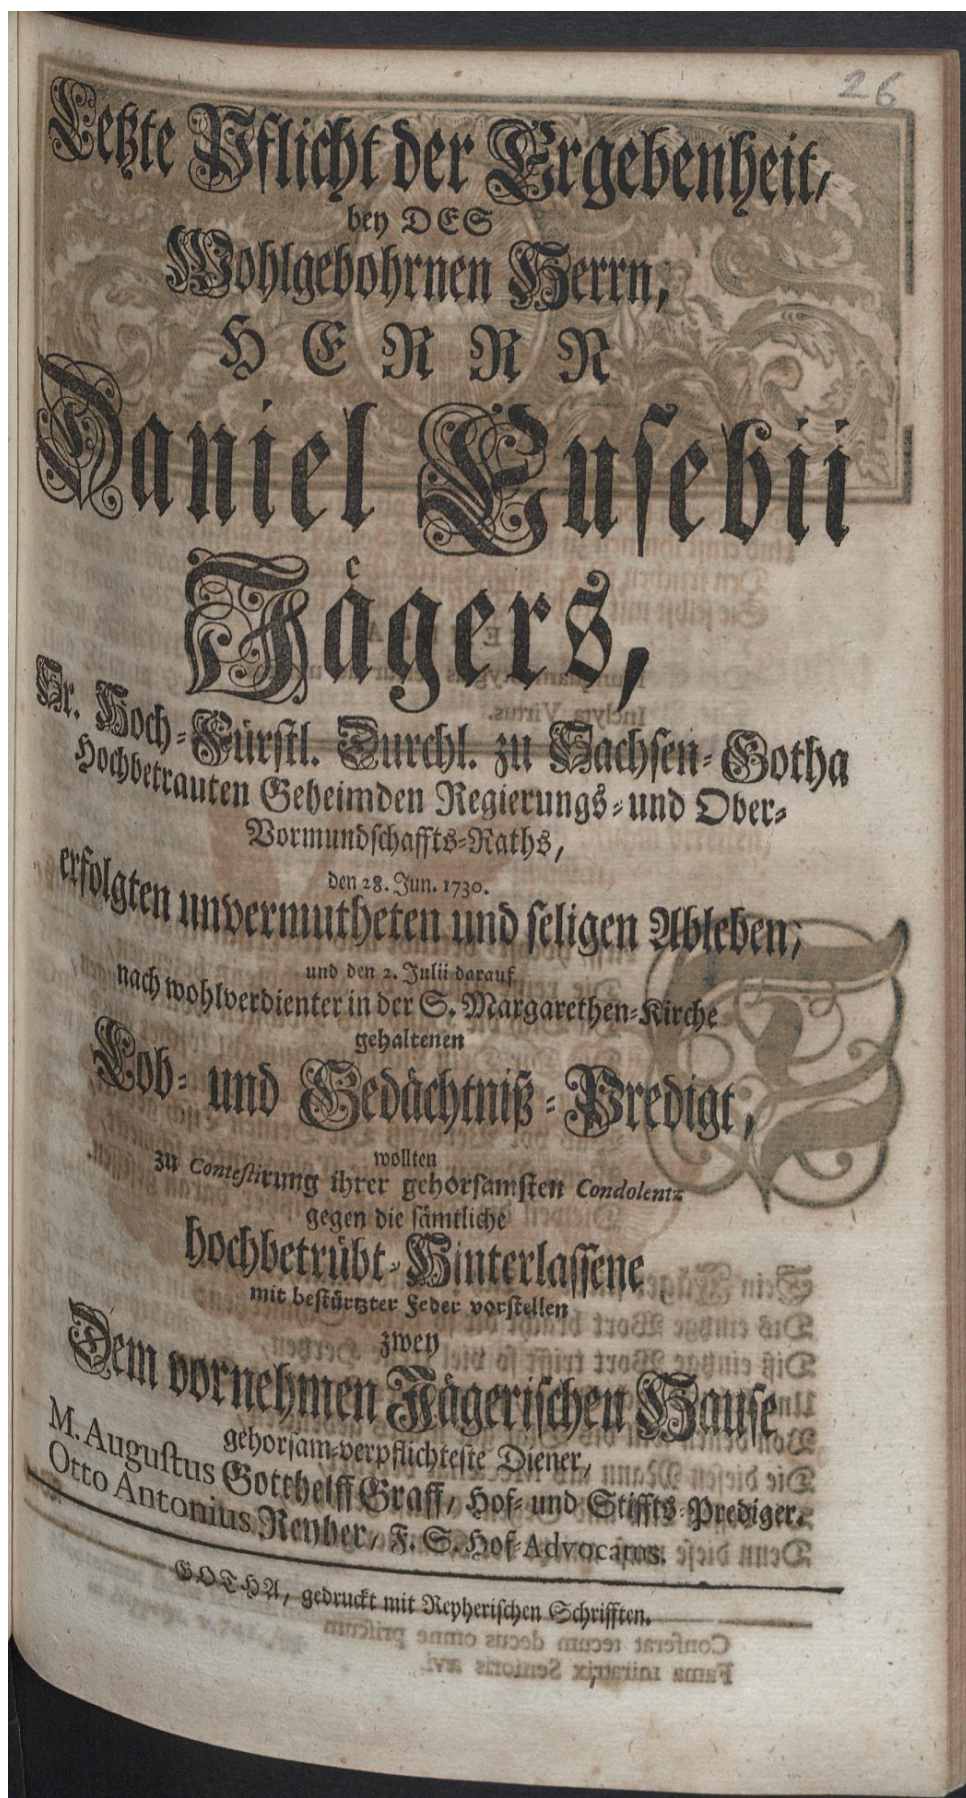 26
Letzte Pflicht der Ergebenheit,
bey DES
Wohlgebohrnen Herrn,
HERRN
Daniel Eusebii
Jägers,
Sr. Hoch-Fürstl. Durchl. zu Sachsen-Gotha
Hochbetrauten Geheimden Regierungs- und Ober-
Vormundschaffts-Raths,
den 28. Jun. 1730.
erfolgten unvermutheten und seligen Ableben,
und den 2. Julii darauf
nach wohlverdienter in der S. Margarethen-Kirche
gehaltenen
Lob- und Gedächtniß-Predigt,
wollten
zu Contestirung ihrer gehorsamsten Condolentz
gegen die sämtliche
hochbetrübt-Hinterlassene
mit bestürtzter Feder vorstellen
zwey
Dem vornehmen Jägerischen Hause
gehorsam-verpflichteste Diener,
M. Augustus Gotthelff Graff, Hof- und Stiffts-Prediger.
Otto Antonius Reyher, F. S. Hof-Advocatus.
GOTHA, gedruckt mit Reyherischen Schrifften.